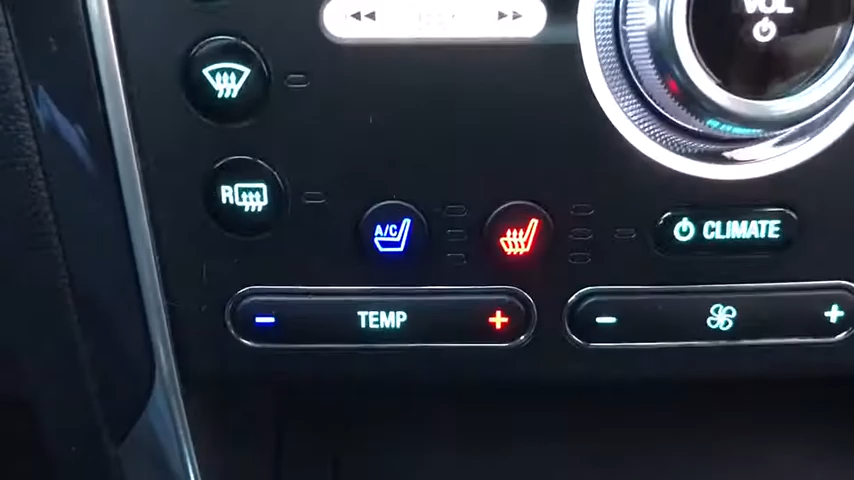 VOL
R
A/C
CLIMATE
- TEMP +
- +